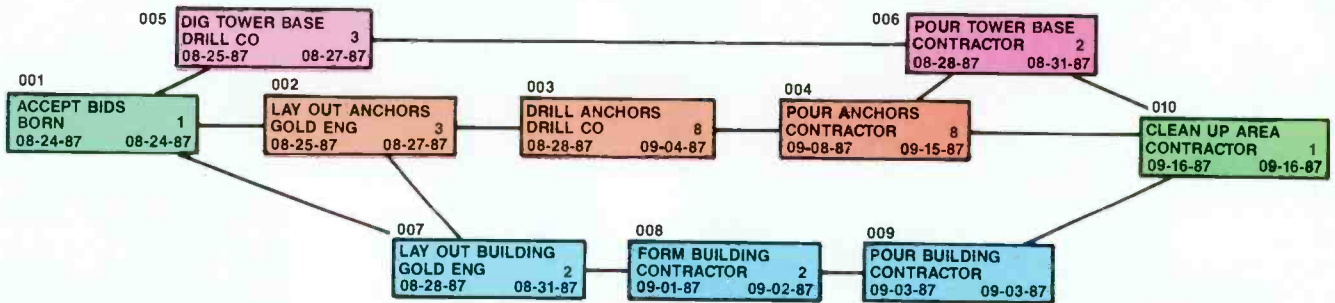 005
DIG TOWER BASE
DRILL CO 3
08-25-87 08-27-87
006
POUR TOWER BASE
CONTRACTOR 2
08-28-87 08-31-87
001
ACCEPT BIDS
BORN 1
08-24-87 08-24-87
002
LAY OUT ANCHORS
GOLD ENG 3
08-25-87 08-27-87
003
DRILL ANCHORS
DRILL CO 8
08-28-87 09-04-87
004
POUR ANCHORS
CONTRACTOR 8
09-08-87 09-15-87
010
CLEAN UP AREA
CONTRACTOR 1
09-16-87 09-16-87
007
LAY OUT BUILDING
GOLD ENG 2
08-28-87 08-31-87
008
FORM BUILDING
CONTRACTOR 2
09-01-87 09-02-87
009
POUR BUILDING
CONTRACTOR
09-03-87 09-03-87